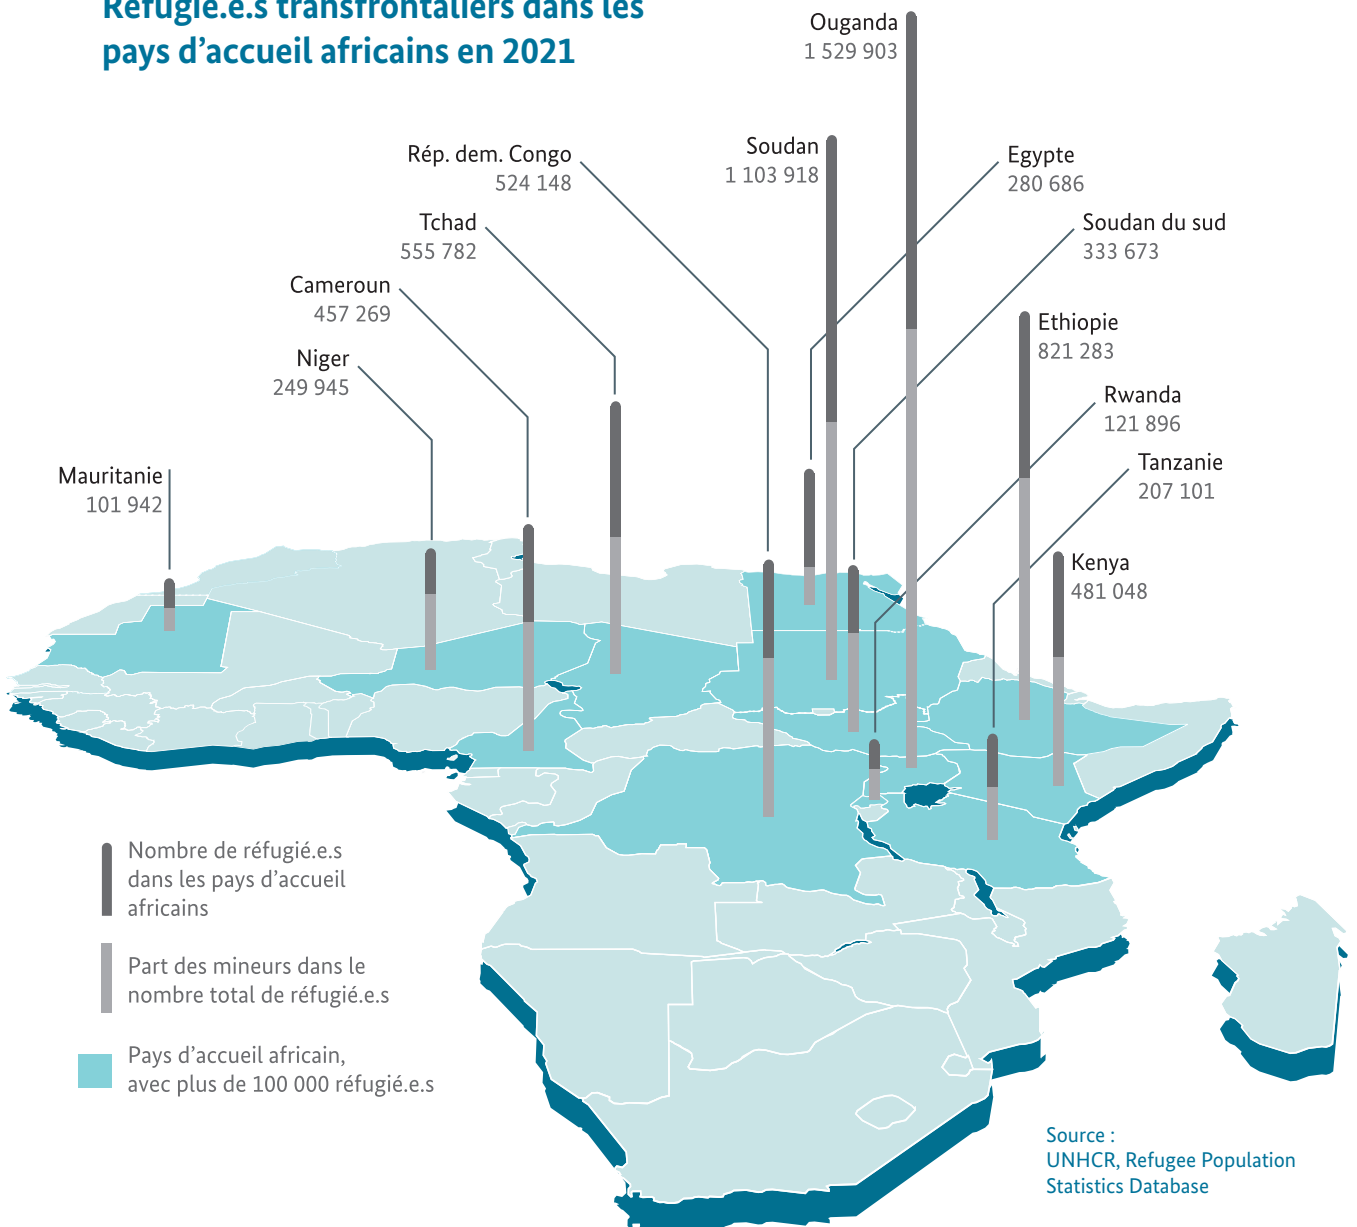 Réfugié.e.s transfrontaliers dans les
pays d’accueil africains en 2021
Ouganda
1 529 903
Soudan
1 103 918
Rép. dem. Congo
524 148
Egypte
280 686
Tchad
555 782
Soudan du sud
333 673
Cameroun
457 269
Ethiopie
821 283
Niger
249 945
Rwanda
121 896
Mauritanie
101 942
Tanzanie
207 101
Kenya
481 048
Nombre de réfugié.e.s
dans les pays d’accueil
africains
Part des mineurs dans le
nombre total de réfugié.e.s
Pays d’accueil africain,
avec plus de 100 000 réfugié.e.s
Source :
UNHCR, Refugee Population
Statistics Database